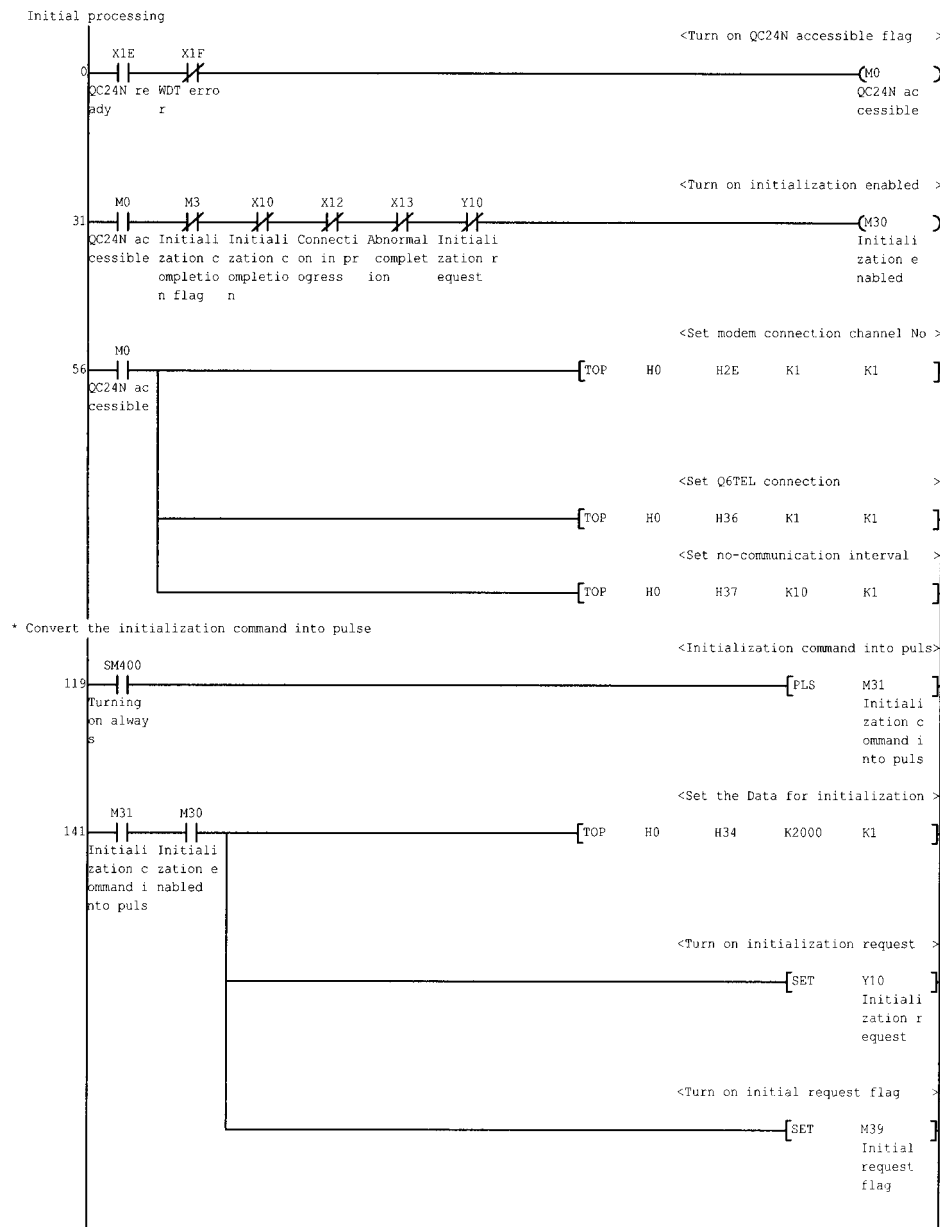 Initial processing
<Turn on QC24N accessible flag >
X1E X1F
0 (M0 )
QC24N re WDT erro QC24N ac
ady r cessible
<Turn on initialization enabled >
M0 M3 X10 X12 X13 Y10
31 (M30 )
QC24N ac Initiali Initiali Connecti Abnormal Initiali Initiali
cessible zation c zation c on in pr complet zation r zation e
ompletio ompletio ogress ion equest nabled
n flag n
<Set modem connection channel No >
M0
56 [TOP H0 H2E K1 K1 ]
QC24N ac
cessible
<Set Q6TEL connection >
[TOP H0 H36 K1 K1 ]
<Set no-communication interval >
[TOP H0 H37 K10 K1 ]
* Convert the initialization command into pulse
<Initialization command into puls>
SM400
119 [PLS M31 ]
Turning Initiali
on alway zation c
s ommand i
nto puls
<Set the Data for initialization >
M31 M30
141 [TOP H0 H34 K2000 K1 ]
Initiali Initiali
zation c zation e
ommand i nabled
nto puls
<Turn on initialization request >
[SET Y10 ]
Initiali
zation r
equest
<Turn on initial request flag >
[SET M39 ]
Initial
request
flag